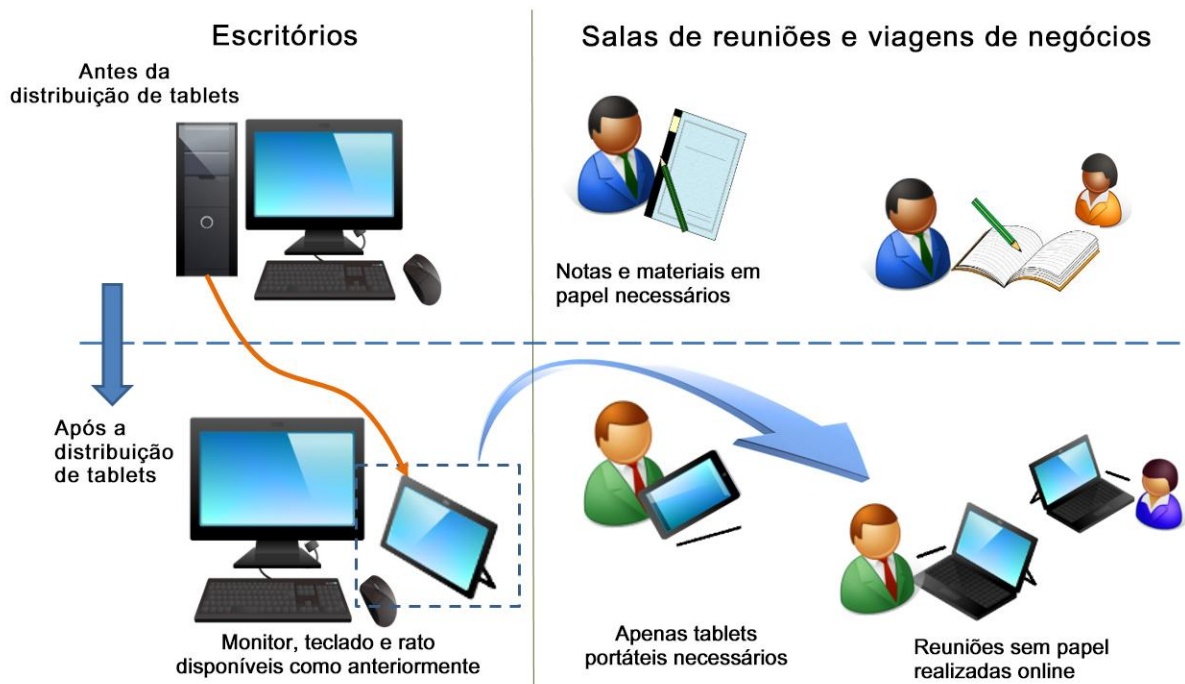 Escritórios
Salas de reuniões e viagens de negócios
Antes da
distribuição de tablets
Notas e materiais em
papel necessários
Após a
distribuição
de tablets
Monitor, teclado e rato
disponíveis como anteriormente
Apenas tablets
portáteis necessários
Reuniões sem papel
realizadas online